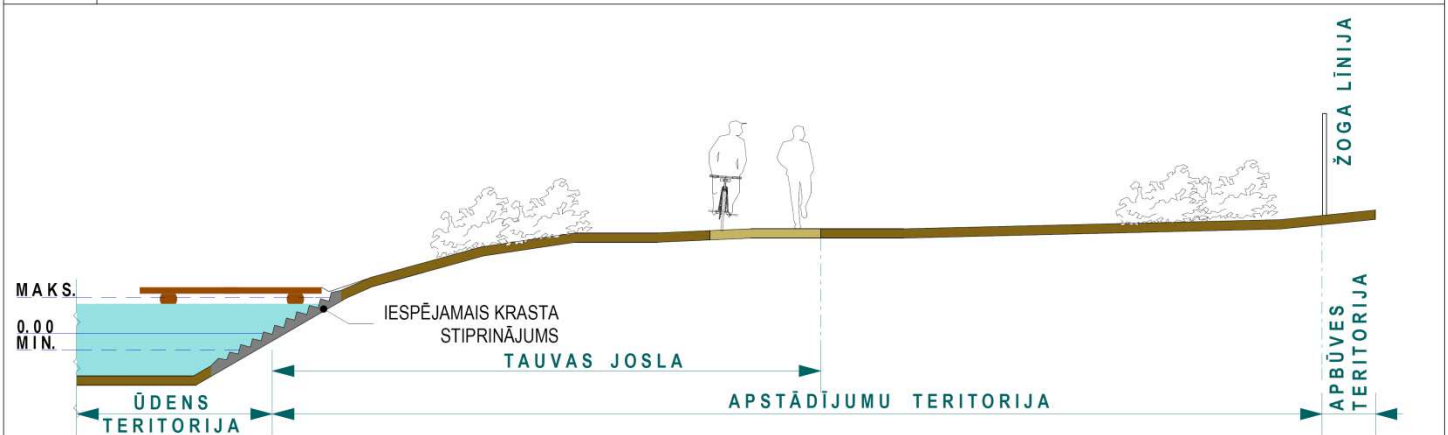 ŽOGA LĪNIJA
MAKS.
0.00
MIN.
IESPĒJAMAIS KRASTA
STIPRINĀJUMS
TAUVAS JOSLA
ŪDENS
TERITORIJA
APSTĀDĪJUMU TERITORIJA
APBŪVES
TERITORIJA